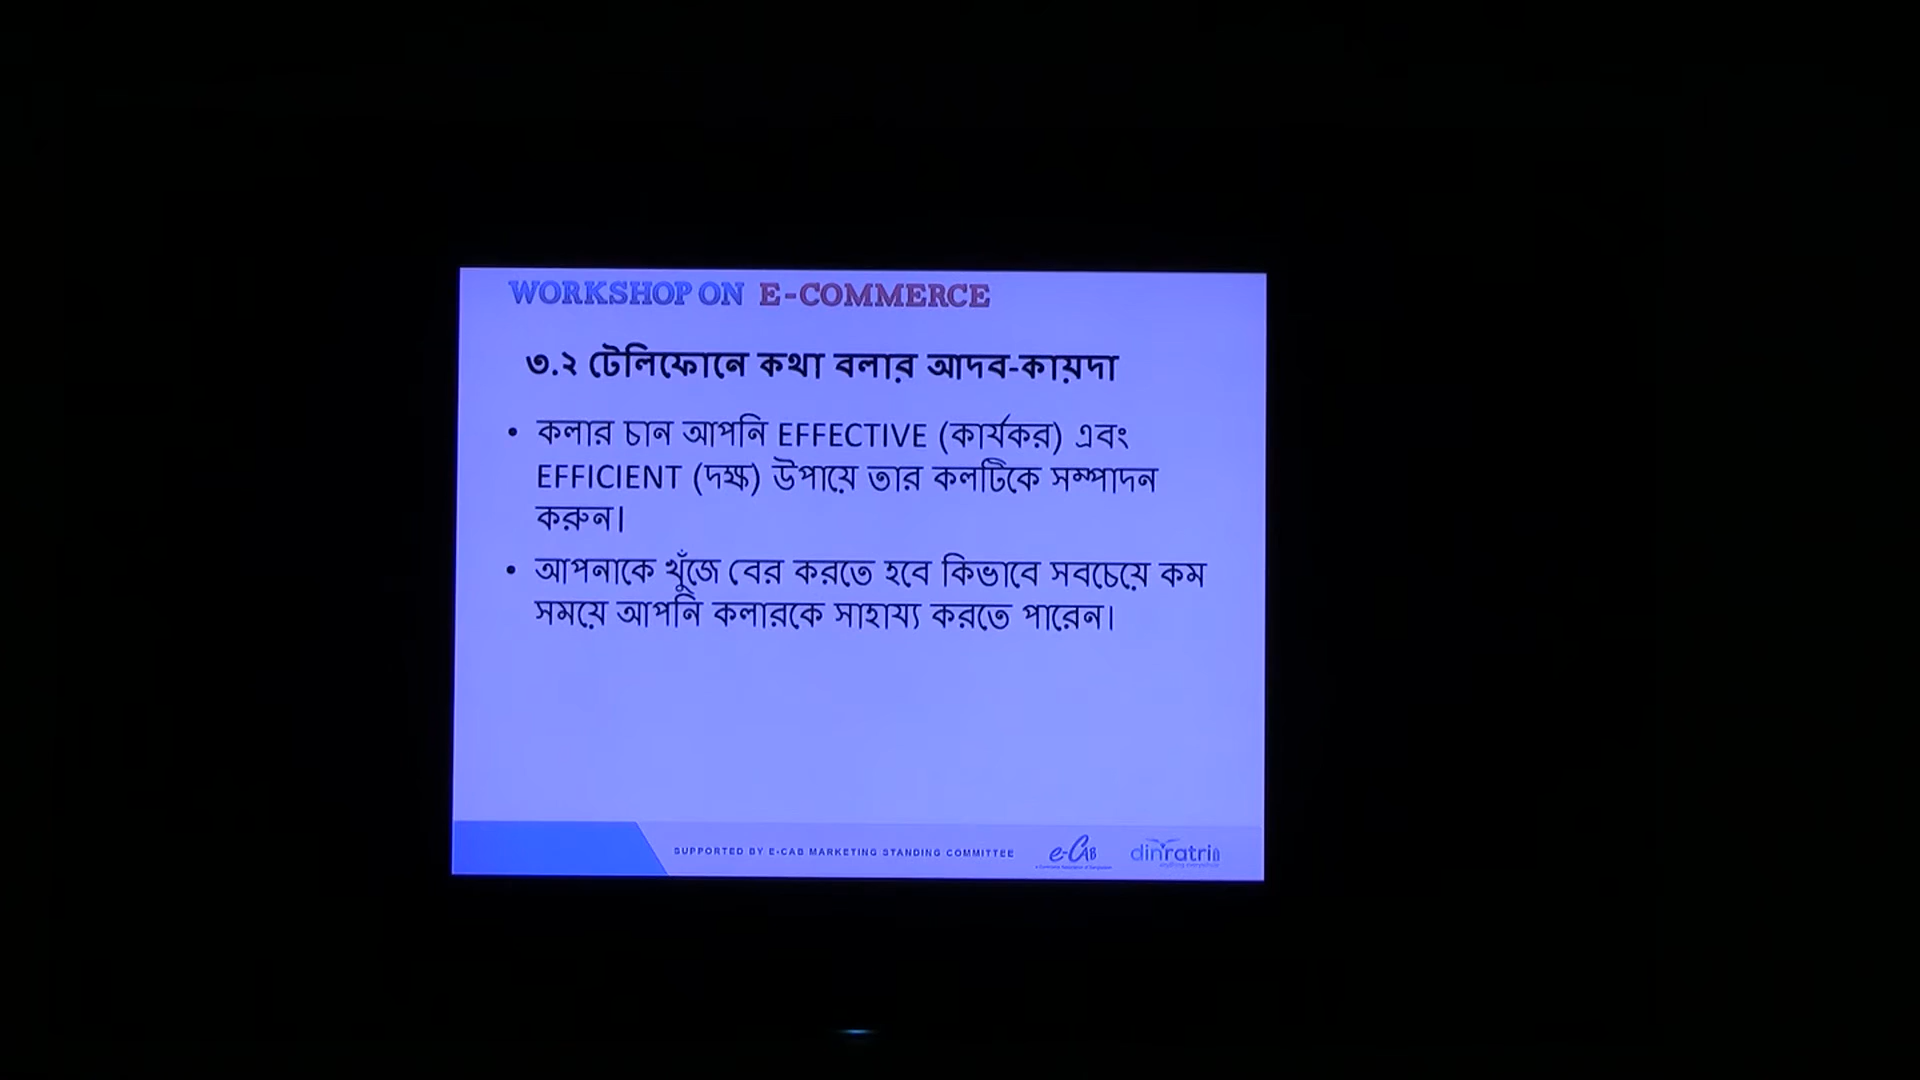 WORKSHOP ON E-COMMERCE
৩.২ টেলিফোনে কথা বলার আদব-কায়দা
• কলার চান আপনি EFFECTIVE (কার্যকর) এবং
EFFICIENT (দক্ষ) উপায়ে তার কলটিকে সম্পাদন
করুন।
• আপনাকে খুঁজে বের করতে হবে কিভাবে সবচেয়ে কম
সময়ে আপনি কলারকে সাহায্য করতে পারেন।
SUPPORTED BY E-CAB MARKETING STANDING COMMITTEE
e-CAB
dinratri